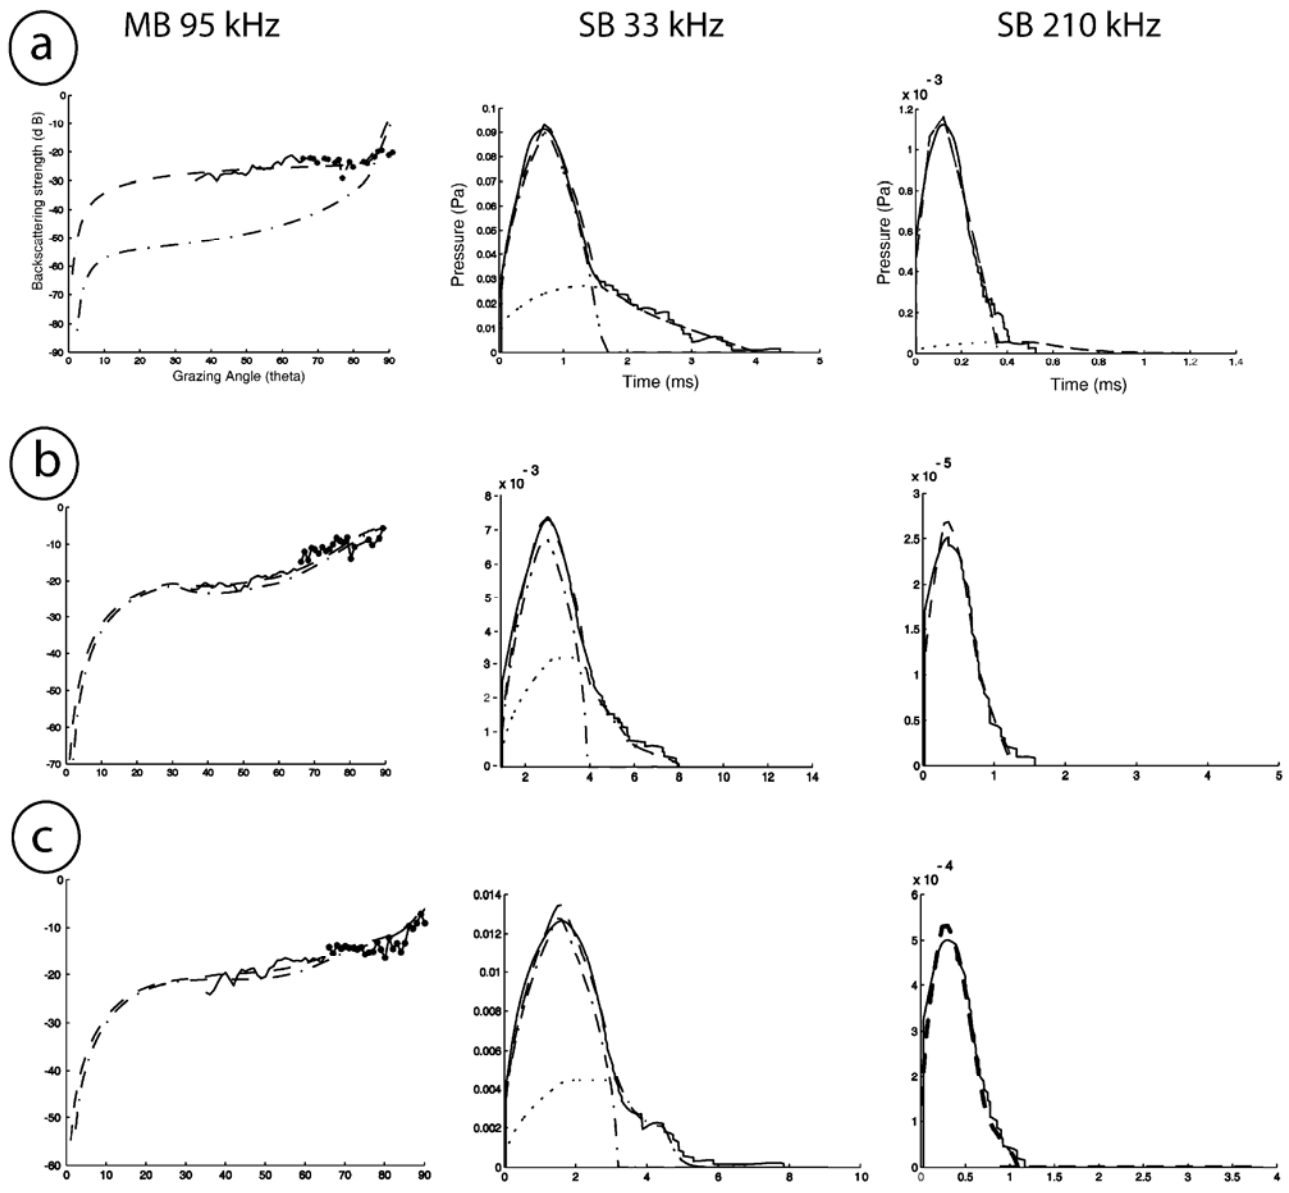 a
MB 95 kHz
SB 33 kHz
SB 210 kHz
Backscattering strength (d B)
0
-10
-20
-30
-40
-50
-60
-70
-80
-90
0 10 20 30 40 50 60 70 80 90
Grazing Angle (theta)
Pressure (Pa)
0.1
0.09
0.08
0.07
0.06
0.05
0.04
0.03
0.02
0.01
0
0 1 2 3 4 5
Time (ms)
x 10 - 3
Pressure (Pa)
1.2
1
0.8
0.6
0.4
0.2
0
0 0.2 0.4 0.6 0.8 1 1.2 1.4
Time (ms)
b
0
-10
-20
-30
-40
-50
-60
-70
0 10 20 30 40 50 60 70 80 90
x 10 - 3
8
7
6
5
4
3
2
1
0
2 4 6 8 10 12 14
x 10 - 5
3
2.5
2
1.5
1
0.5
0
0 1 2 3 4 5
c
0
-10
-20
-30
-40
-50
-60
0 10 20 30 40 50 60 70 80 90
0.014
0.012
0.01
0.008
0.006
0.004
0.002
0
0 2 4 6 8 10
x 10 - 4
6
5
4
3
2
1
0
0 0.5 1 1.5 2 2.5 3 3.5 4